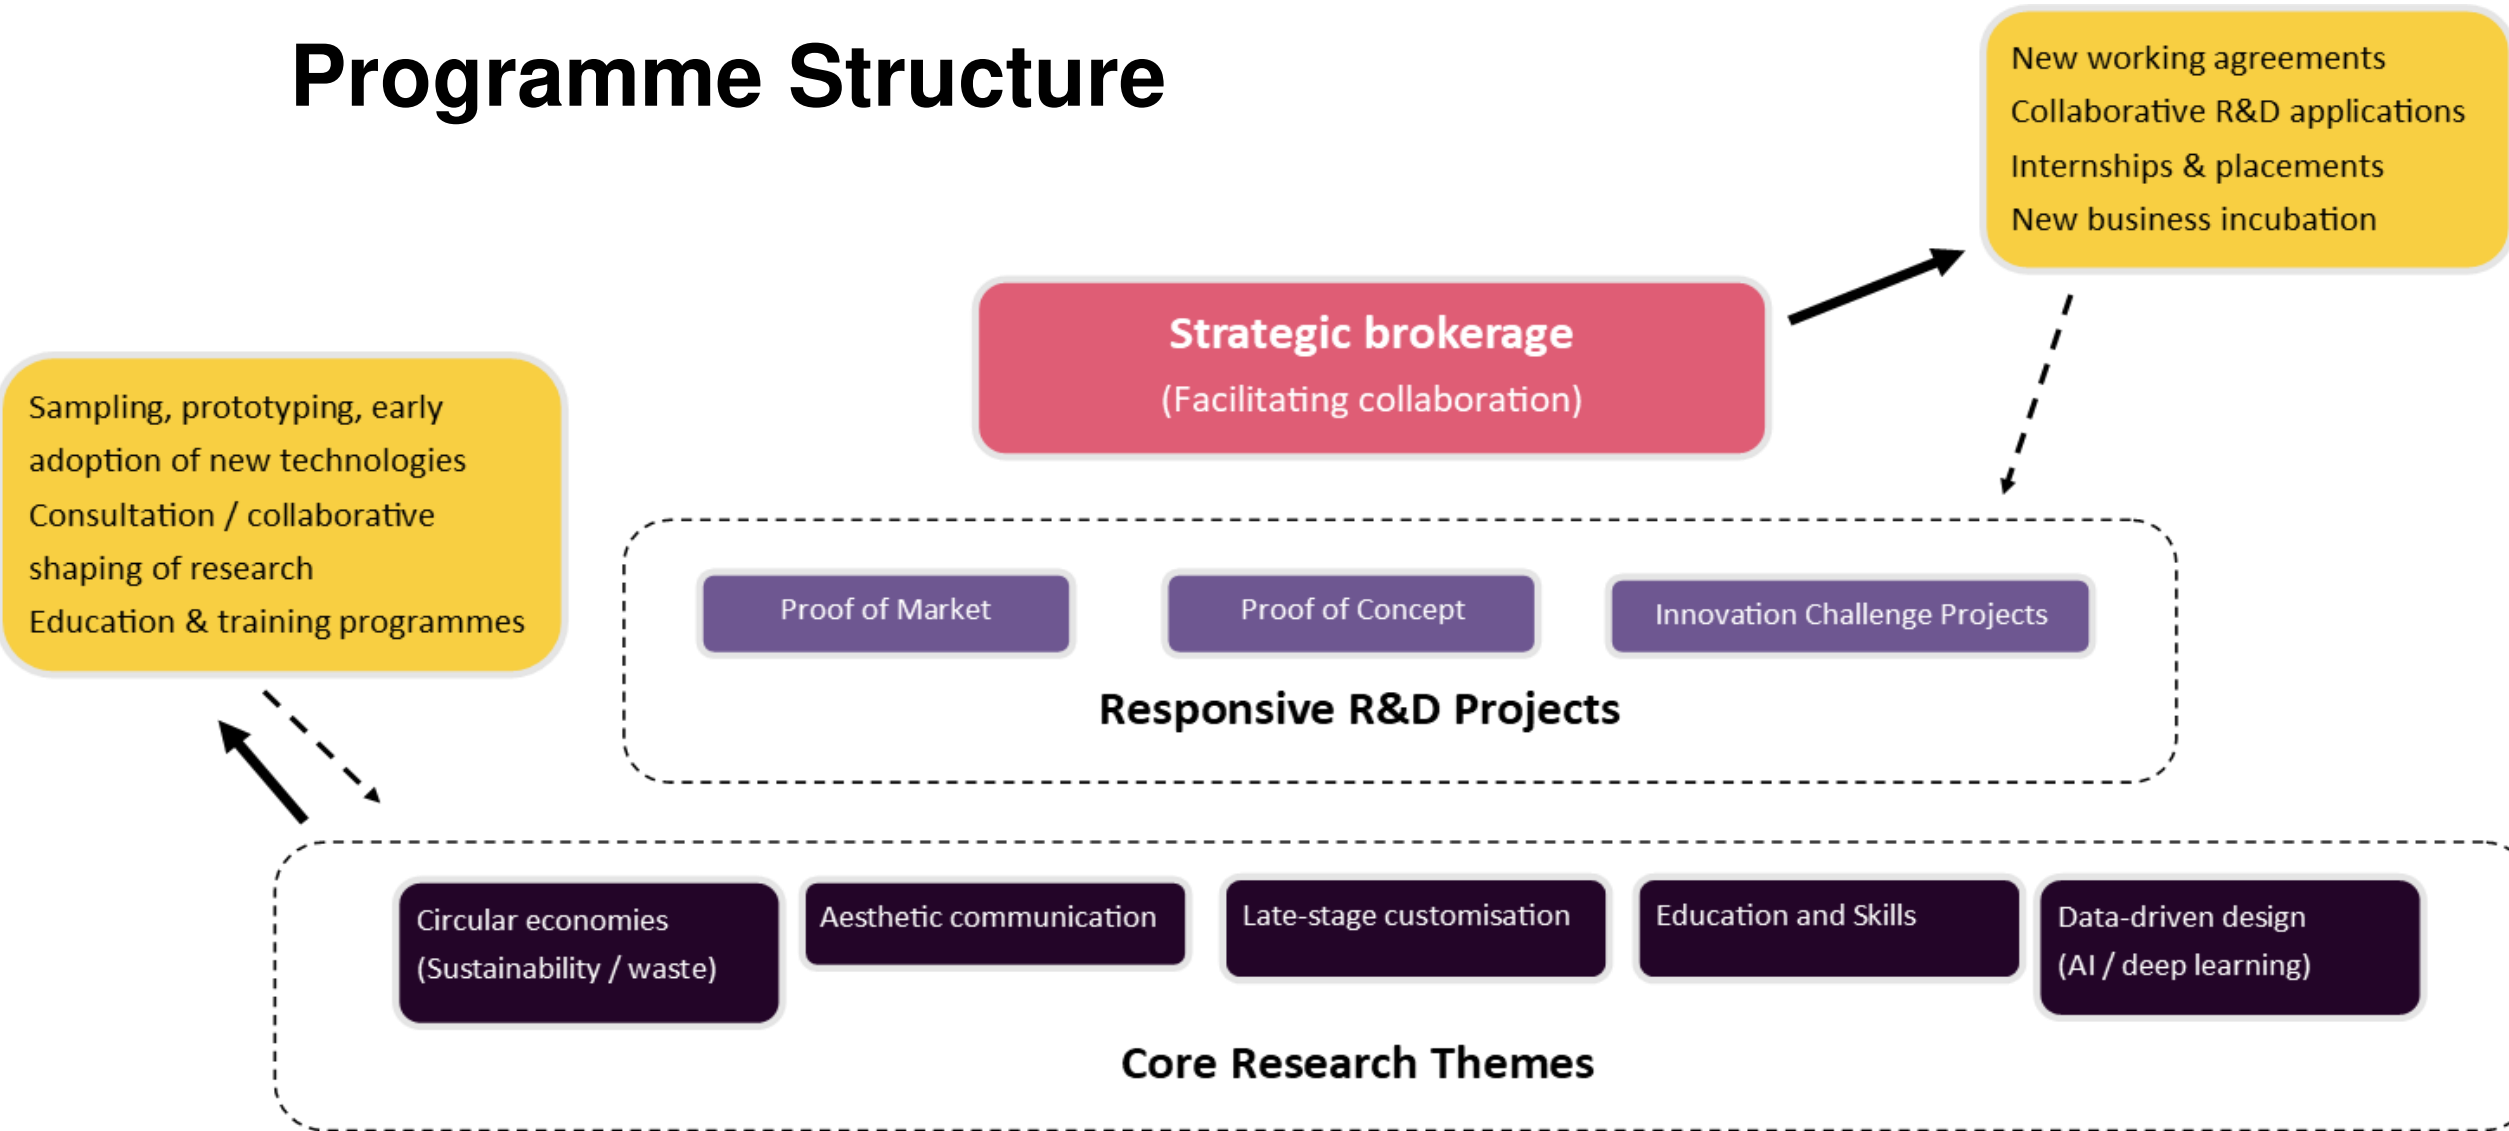 Programme Structure
New working agreements
Collaborative R&D applications
Internships & placements
New business incubation
Strategic brokerage
(Facilitating collaboration)
Sampling, prototyping, early
adoption of new technologies
Consultation / collaborative
shaping of research
Education & training programmes
Proof of Market
Proof of Concept
Innovation Challenge Projects
Responsive R&D Projects
Circular economies
(Sustainability / waste)
Aesthetic communication
Late-stage customisation
Education and Skills
Data-driven design
(AI / deep learning)
Core Research Themes